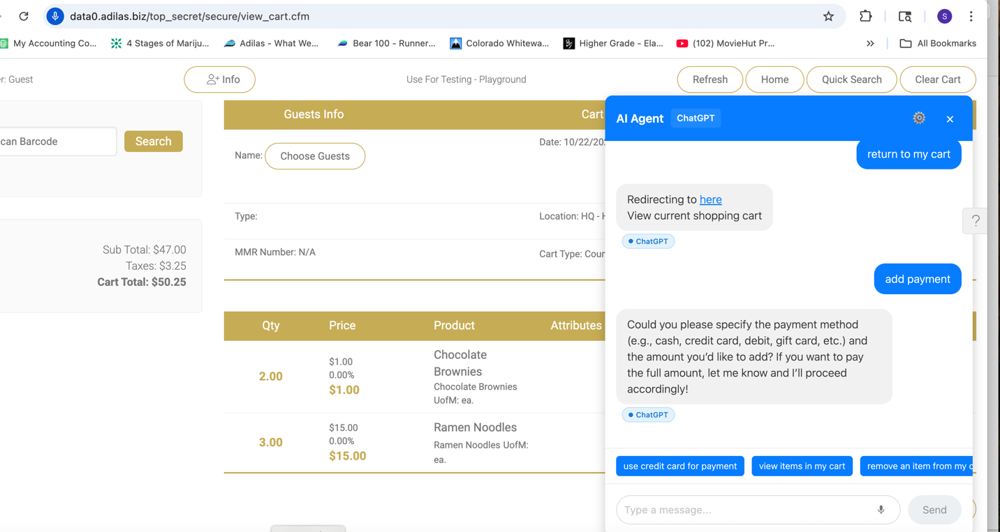 data0.adilas.biz/top_secret/secure/view_cart.cfm
S
My Accounting Co...
4 Stages of Mariju...
Adilas - What We...
Bear 100 - Runner...
Colorado Whitewa...
Higher Grade - Ela...
(102) MovieHut Pr...
»
All Bookmarks
r: Guest
Info
Use For Testing - Playground
Refresh
Home
Quick Search
Clear Cart
can Barcode
Search
Sub Total: $47.00
Taxes: $3.25
Cart Total: $50.25
Guests Info
Cart
Name:
Choose Guests
Date: 10/22/20
Type:
Location: HQ -
MMR Number: N/A
Cart Type: Cour
Qty
Price
Product
Attributes
2.00
$1.00
0.00%
$1.00
Chocolate
Brownies
Chocolate Brownies
UofM: ea.
3.00
$15.00
0.00%
$15.00
Ramen Noodles
Ramen Noodles UofM:
ea.
AI Agent
ChatGPT
return to my cart
Redirecting to here
View current shopping cart
ChatGPT
add payment
Could you please specify the payment method
(e.g., cash, credit card, debit, gift card, etc.) and
the amount you’d like to add? If you want to pay
the full amount, let me know and I’ll proceed
accordingly!
ChatGPT
use credit card for payment
view items in my cart
remove an item from my c
Type a message...
Send
?